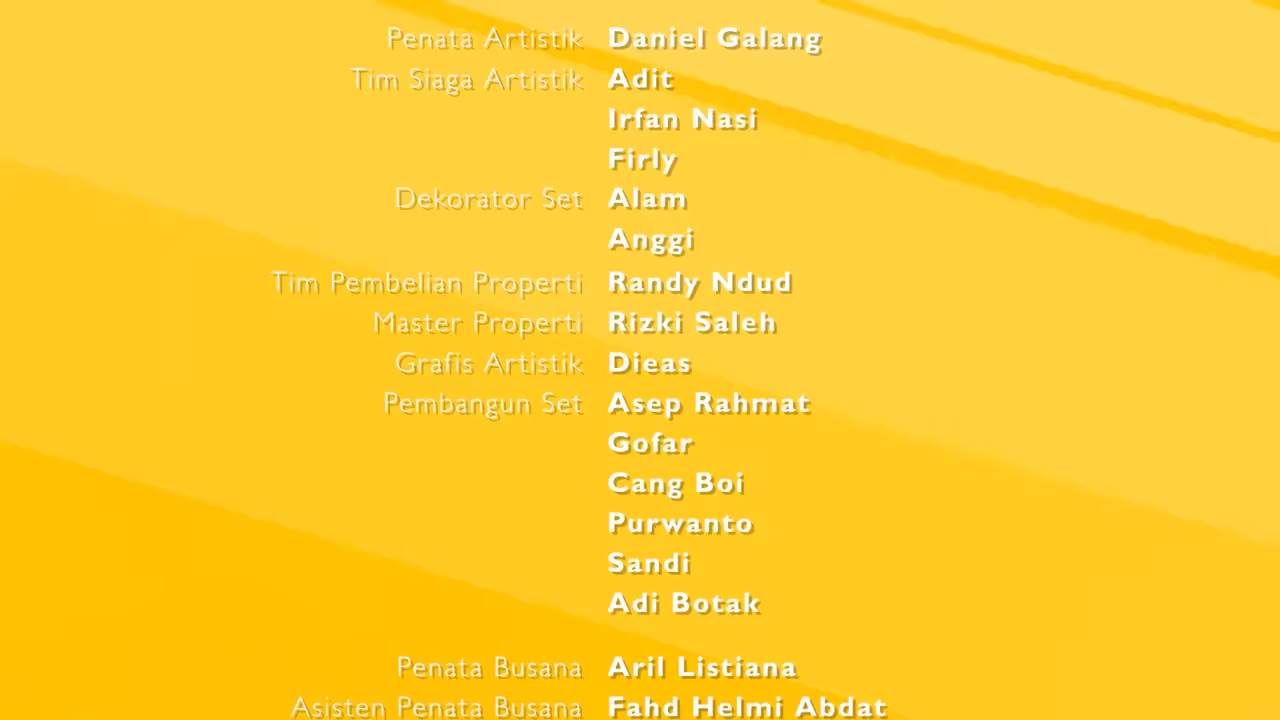 Penata Artistik Daniel Galang
Tim Siaga Artistik Adit
Irfan Nasi
Firly
Dekorator Set Alam
Anggi
Tim Pembelian Properti Randy Ndud
Master Properti Rizki Saleh
Grafis Artistik Dieas
Pembangun Set Asep Rahmat
Gofar
Cang Boi
Purwanto
Sandi
Adi Botak
Penata Busana Aril Listiana
Asisten Penata Busana Fahd Helmi Abdat